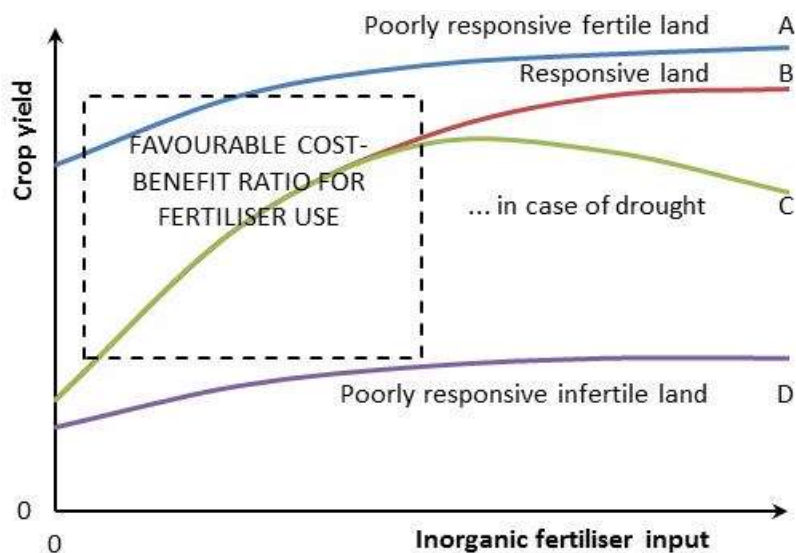 Poorly responsive fertile land A
Responsive land B
Crop yield
FAVOURABLE COST-
BENEFIT RATIO FOR
FERTILISER USE
... in case of drought C
Poorly responsive infertile land D
0
0
Inorganic fertiliser input